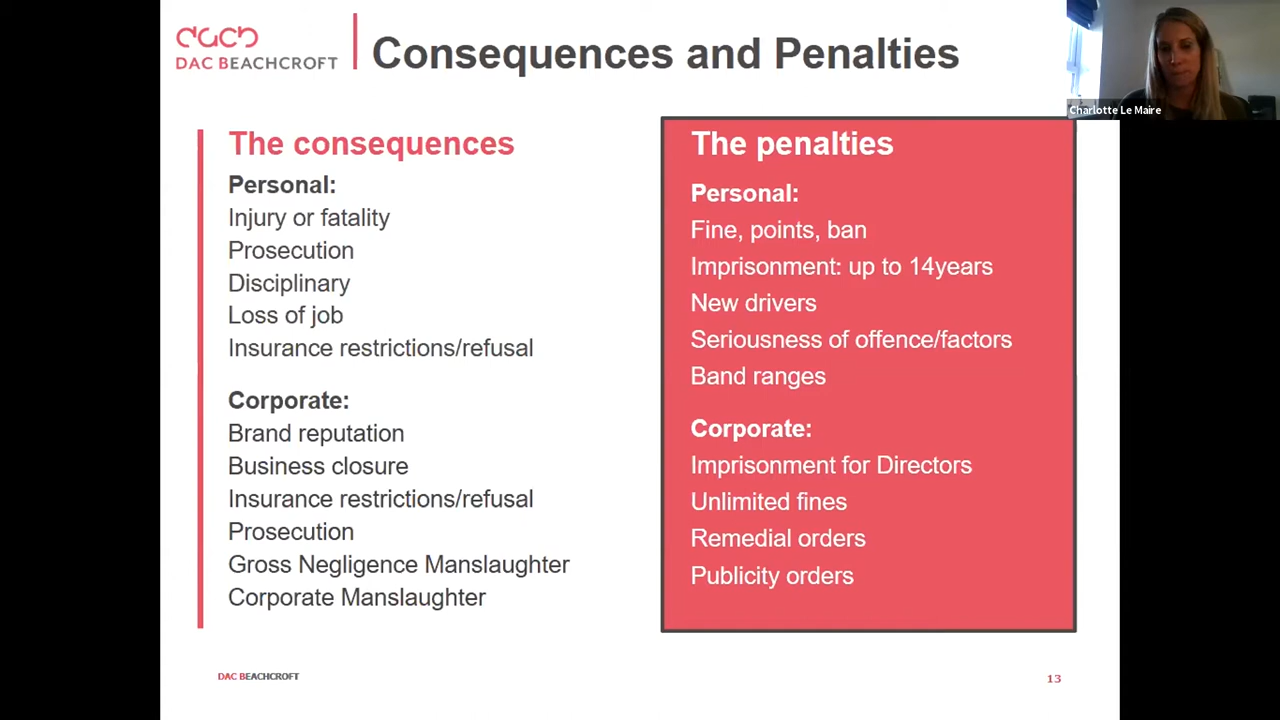 DAC BEACHCROFT
Consequences and Penalties
Charlotte Le Maire
The consequences
Personal:
Injury or fatality
Prosecution
Disciplinary
Loss of job
Insurance restrictions/refusal
Corporate:
Brand reputation
Business closure
Insurance restrictions/refusal
Prosecution
Gross Negligence Manslaughter
Corporate Manslaughter
The penalties
Personal:
Fine, points, ban
Imprisonment: up to 14years
New drivers
Seriousness of offence/factors
Band ranges
Corporate:
Imprisonment for Directors
Unlimited fines
Remedial orders
Publicity orders
DAC BEACHCROFT
13